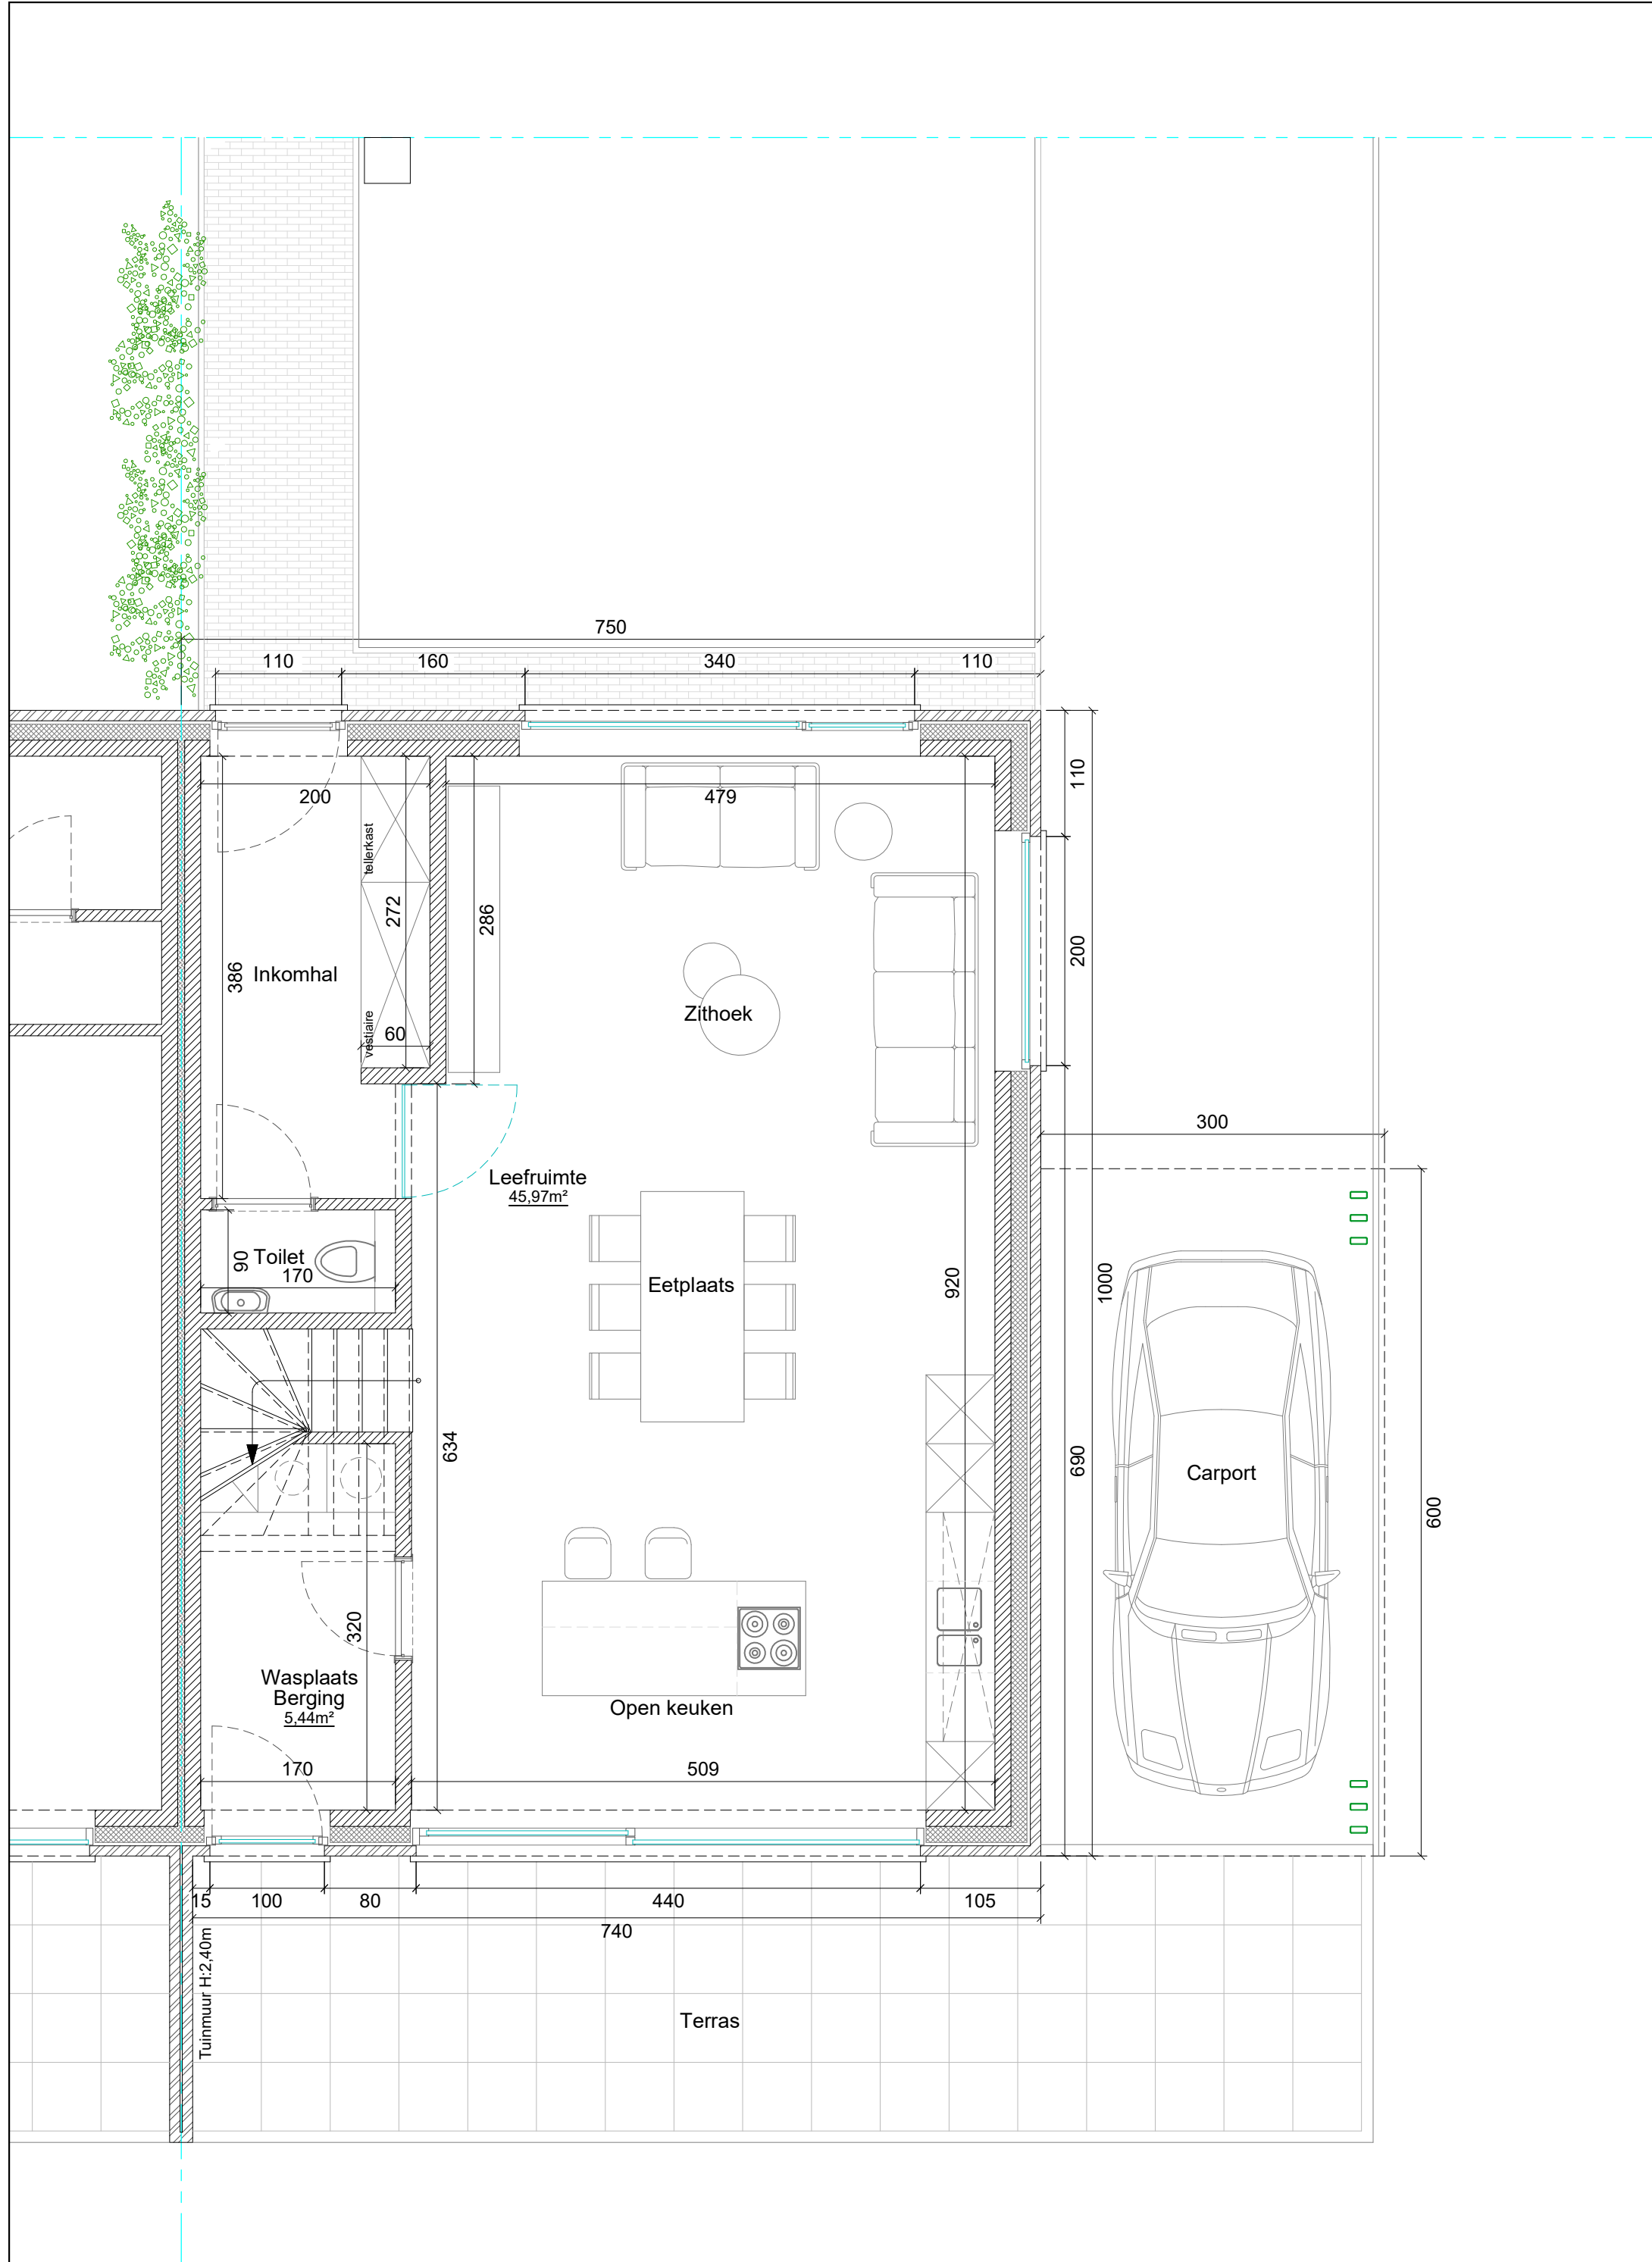 750
110
160
340
110
200
479
110
tellerkast
272
286
200
386
Inkomhal
Zithoek
vestiaire
60
300
Leefruimte
45,97m²
90
Toilet
170
Eetplaats
920
1000
634
690
Carport
600
320
Wasplaats
Berging
5,44m²
Open keuken
170
509
15
100
80
440
105
740
Tuinmuur H:2,40m
Terras